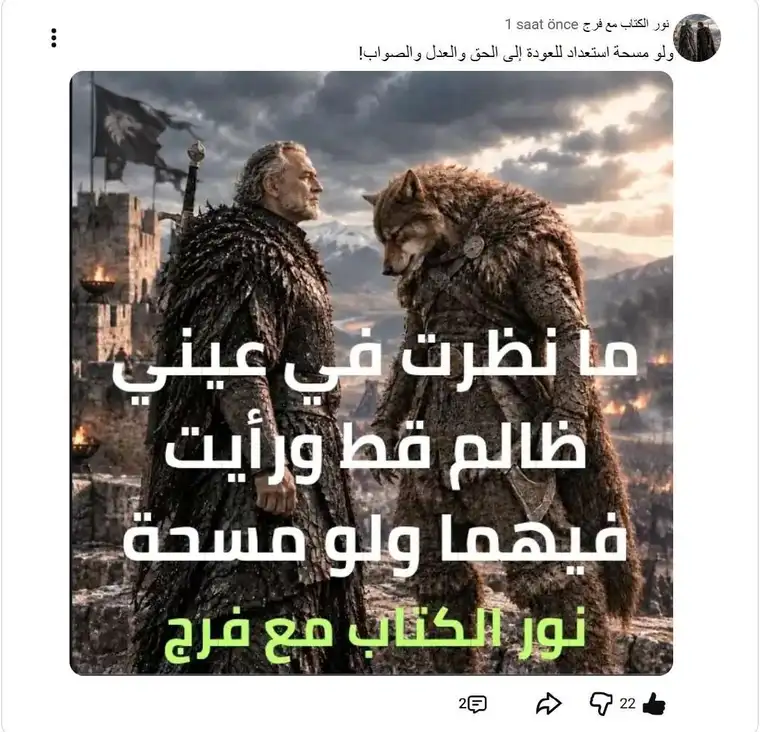 نور الكتاب مع فرج 1 saat önce
ولو مسحة استعداد للعودة إلى الحق والعدل والصواب!
ما نظرت في عيني
ظالم قط ورأيت
فيهما ولو مسحة
نور الكتاب مع فرج
22
2